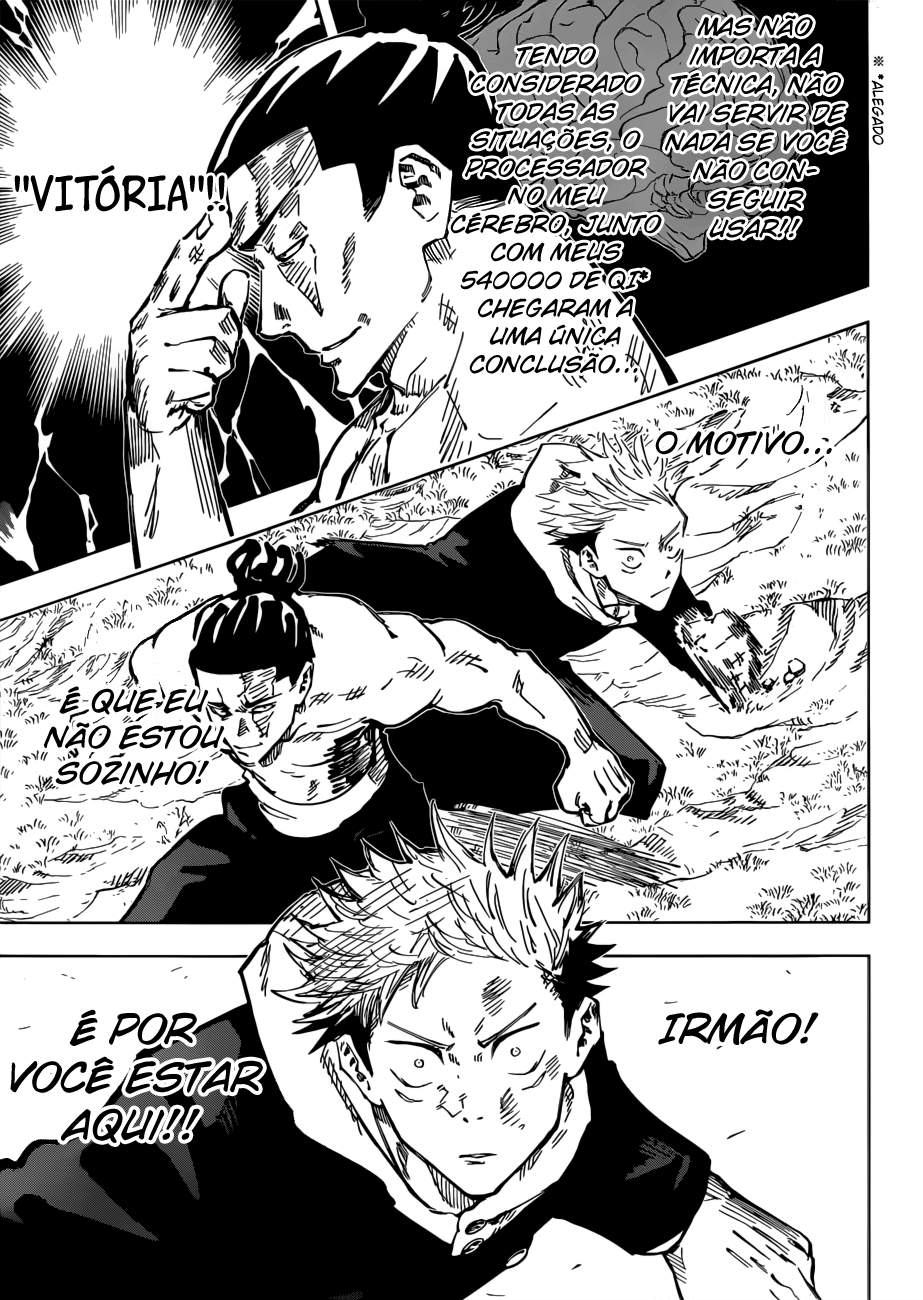 ※ *ALEGADO
MAS NÃO
IMPORTA A
TÉCNICA, NÃO
VAI SERVIR DE
NADA SE VOCÊ
NÃO CON-
SEGUIR
USAR!!
TENDO
CONSIDERADO
TODAS AS
SITUAÇÕES, O
PROCESSADOR
NO MEU
CÉREBRO, JUNTO
COM MEUS
540000 DE QI*
CHEGARAM A
UMA ÚNICA
CONCLUSÃO...
"VITÓRIA"!!
O MOTIVO...
É QUE EU
NÃO ESTOU
SOZINHO!
IRMÃO!
É POR
VOCÊ ESTAR
AQUI!!